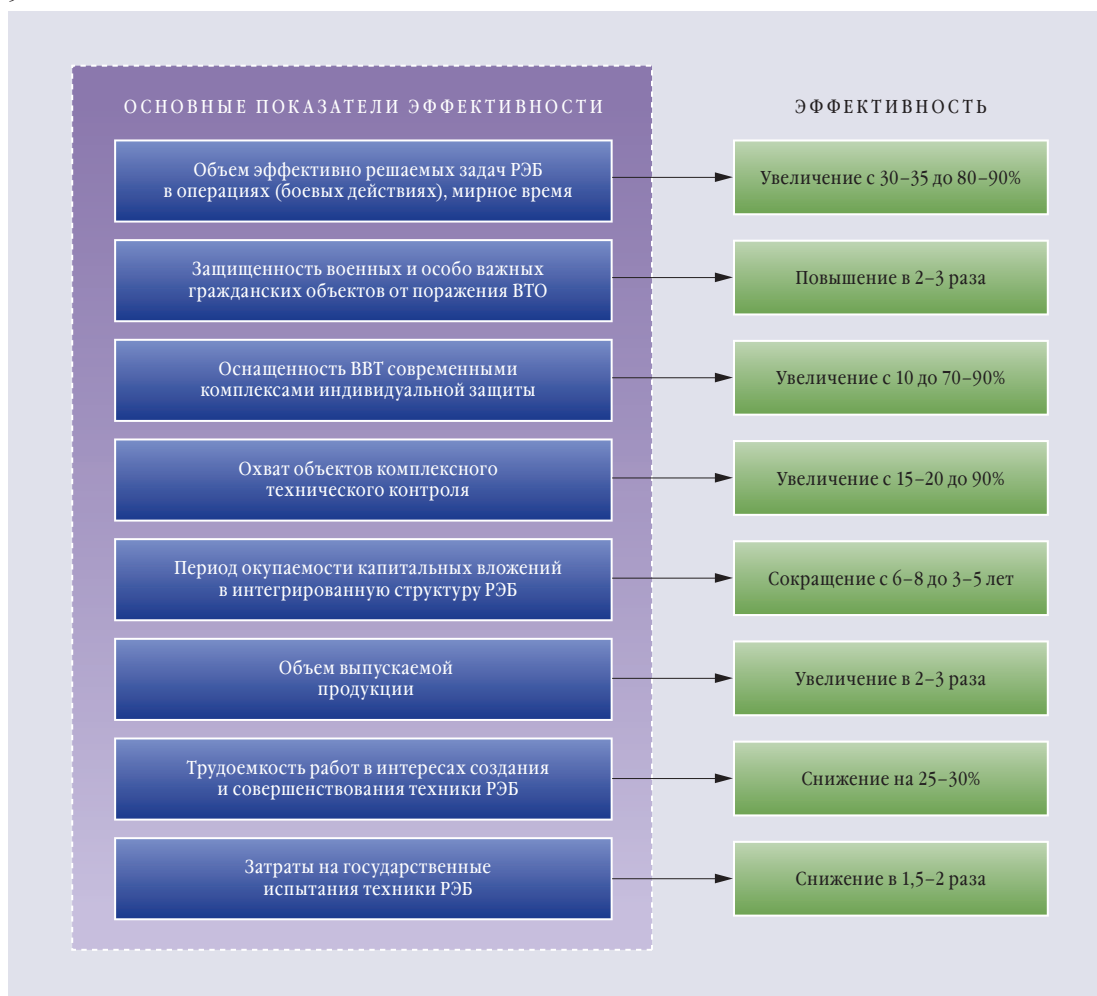 ОСНОВНЫЕ ПОКАЗАТЕЛИ ЭФФЕКТИВНОСТИ
ЭФФЕКТИВНОСТЬ
Объем эффективно решаемых задач РЭБ
в операциях (боевых действиях), мирное время
Увеличение с 30–35 до 80–90%
Защищенность военных и особо важных
гражданских объектов от поражения ВТО
Повышение в 2–3 раза
Оснащенность ВВТ современными
комплексами индивидуальной защиты
Увеличение с 10 до 70–90%
Охват объектов комплексного
технического контроля
Увеличение с 15–20 до 90%
Период окупаемости капитальных вложений
в интегрированную структуру РЭБ
Сокращение с 6–8 до 3–5 лет
Объем выпускаемой
продукции
Увеличение в 2–3 раза
Трудоемкость работ в интересах создания
и совершенствования техники РЭБ
Снижение на 25–30%
Затраты на государственные
испытания техники РЭБ
Снижение в 1,5–2 раза